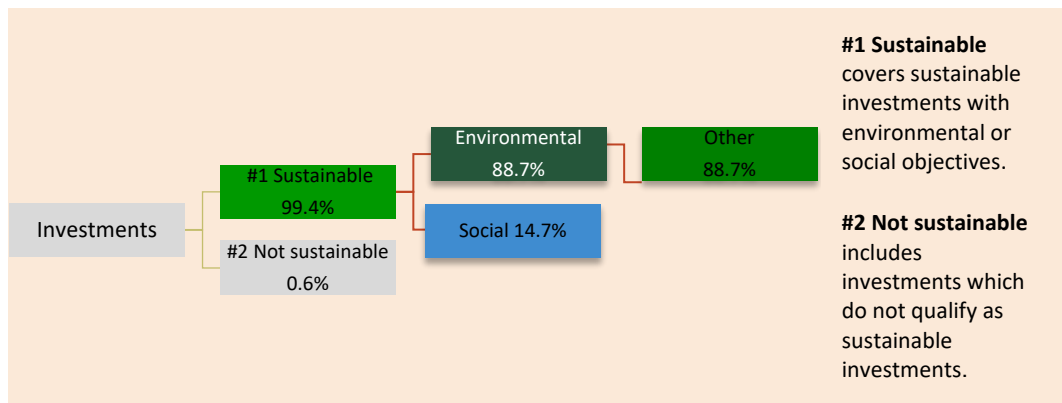 Investments
#1 Sustainable
99.4%
#2 Not sustainable
0.6%
Environmental
88.7%
Social 14.7%
Other
88.7%
#1 Sustainable
covers sustainable
investments with
environmental or
social objectives.
#2 Not sustainable
includes
investments which
do not qualify as
sustainable
investments.